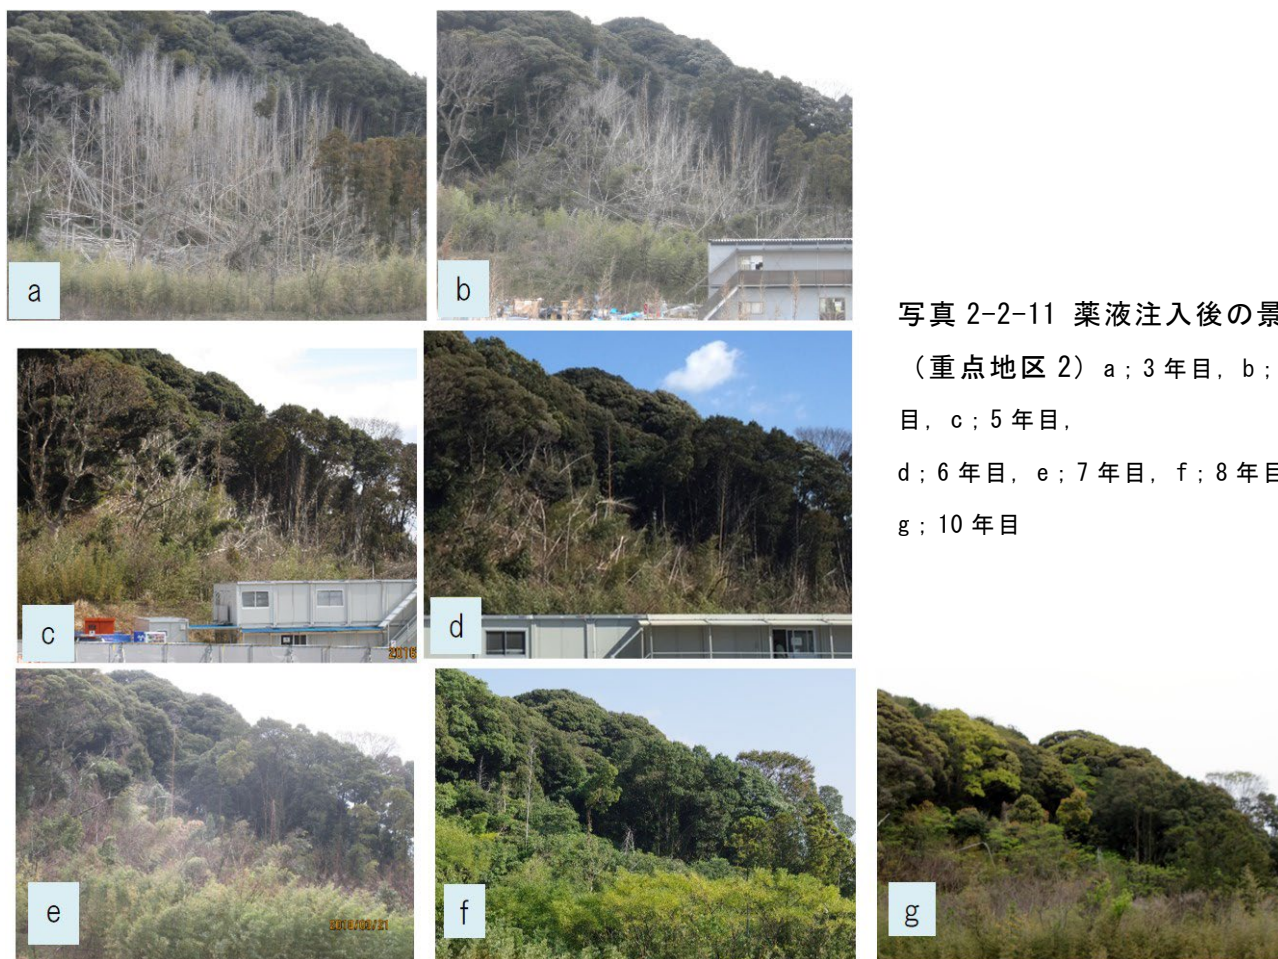 a
b
写真 2-2-11 薬液注入後の景
（重点地区 2） a；3 年目, b；
目, c；5 年目,
d；6 年目, e；7 年目, f；8 年目
g；10 年目
c
d
e
f
g